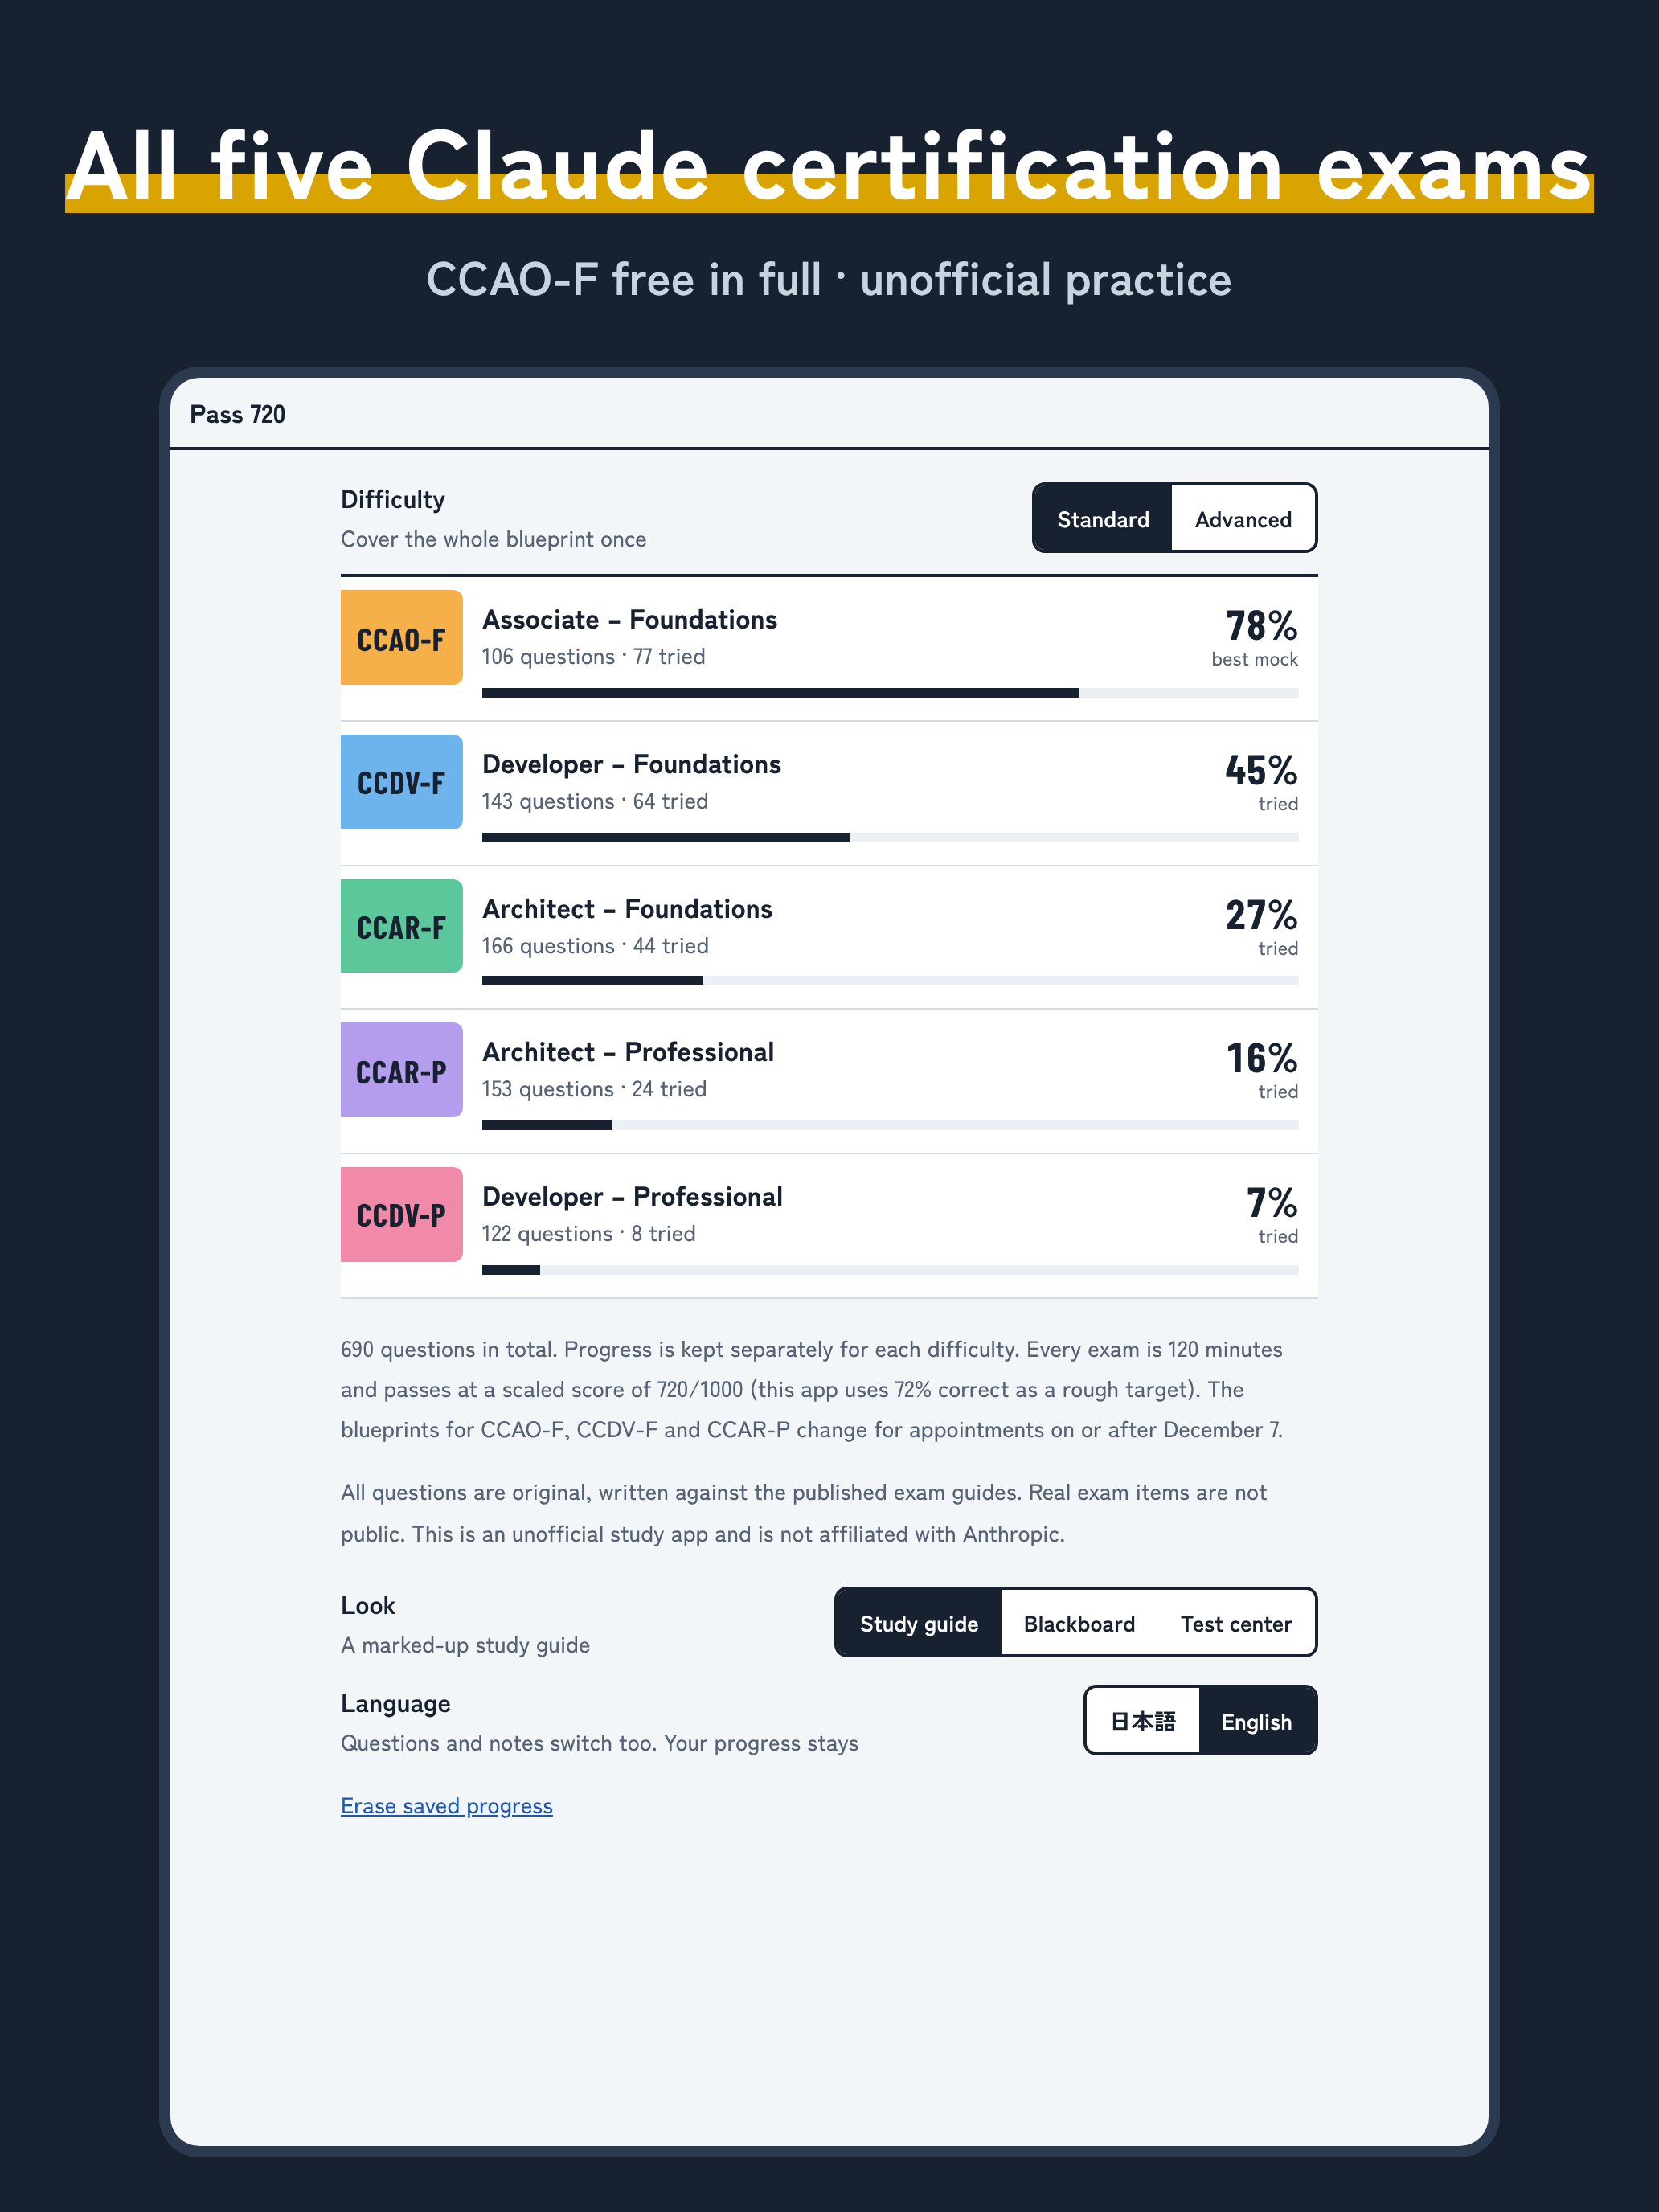 All five Claude certification exams
CCAO-F free in full · unofficial practice
Pass 720
Difficulty
Cover the whole blueprint once
Standard
Advanced
CCAO-F
Associate – Foundations
106 questions · 77 tried
78%
best mock
CCDV-F
Developer – Foundations
143 questions · 64 tried
45%
tried
CCAR-F
Architect – Foundations
166 questions · 44 tried
27%
tried
CCAR-P
Architect – Professional
153 questions · 24 tried
16%
tried
CCDV-P
Developer – Professional
122 questions · 8 tried
7%
tried
690 questions in total. Progress is kept separately for each difficulty. Every exam is 120 minutes
and passes at a scaled score of 720/1000 (this app uses 72% correct as a rough target). The
blueprints for CCAO-F, CCDV-F and CCAR-P change for appointments on or after December 7.
All questions are original, written against the published exam guides. Real exam items are not
public. This is an unofficial study app and is not affiliated with Anthropic.
Look
A marked-up study guide
Study guide
Blackboard
Test center
Language
Questions and notes switch too. Your progress stays
日本語
English
Erase saved progress